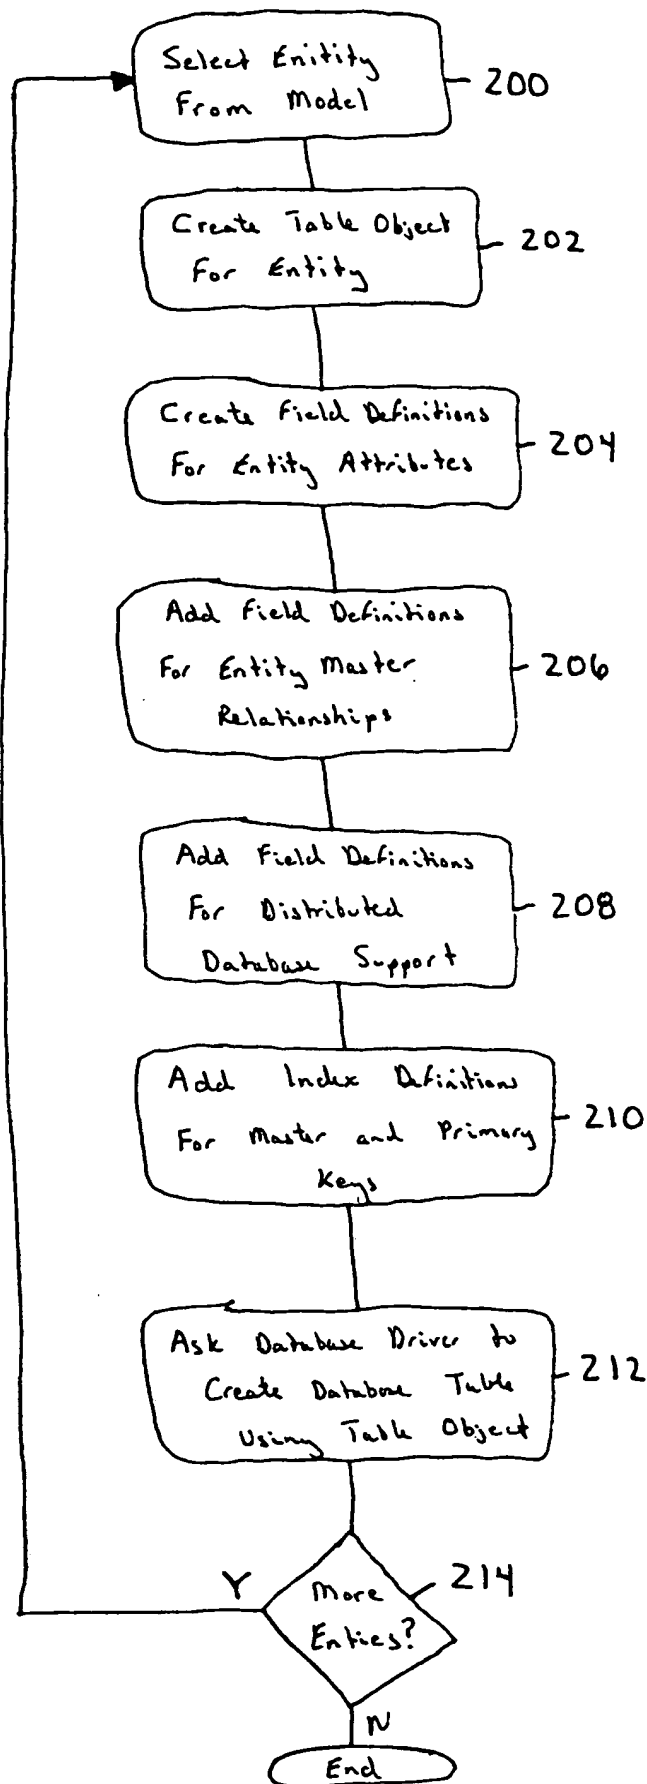 Select Enitity
From Model
200
Create Table Object
For Entity
202
Create Field Definitions
For Entity Attributes
204
Add Field Definitions
For Entity Master
Relationships
206
Add Field Definitions
For Distributed
Database Support
208
Add Index Definitions
For Master and Primary
Keys
210
Ask Database Driver to
Create Database Table
Using Table Object
212
Y
More
Enties?
214
N
End